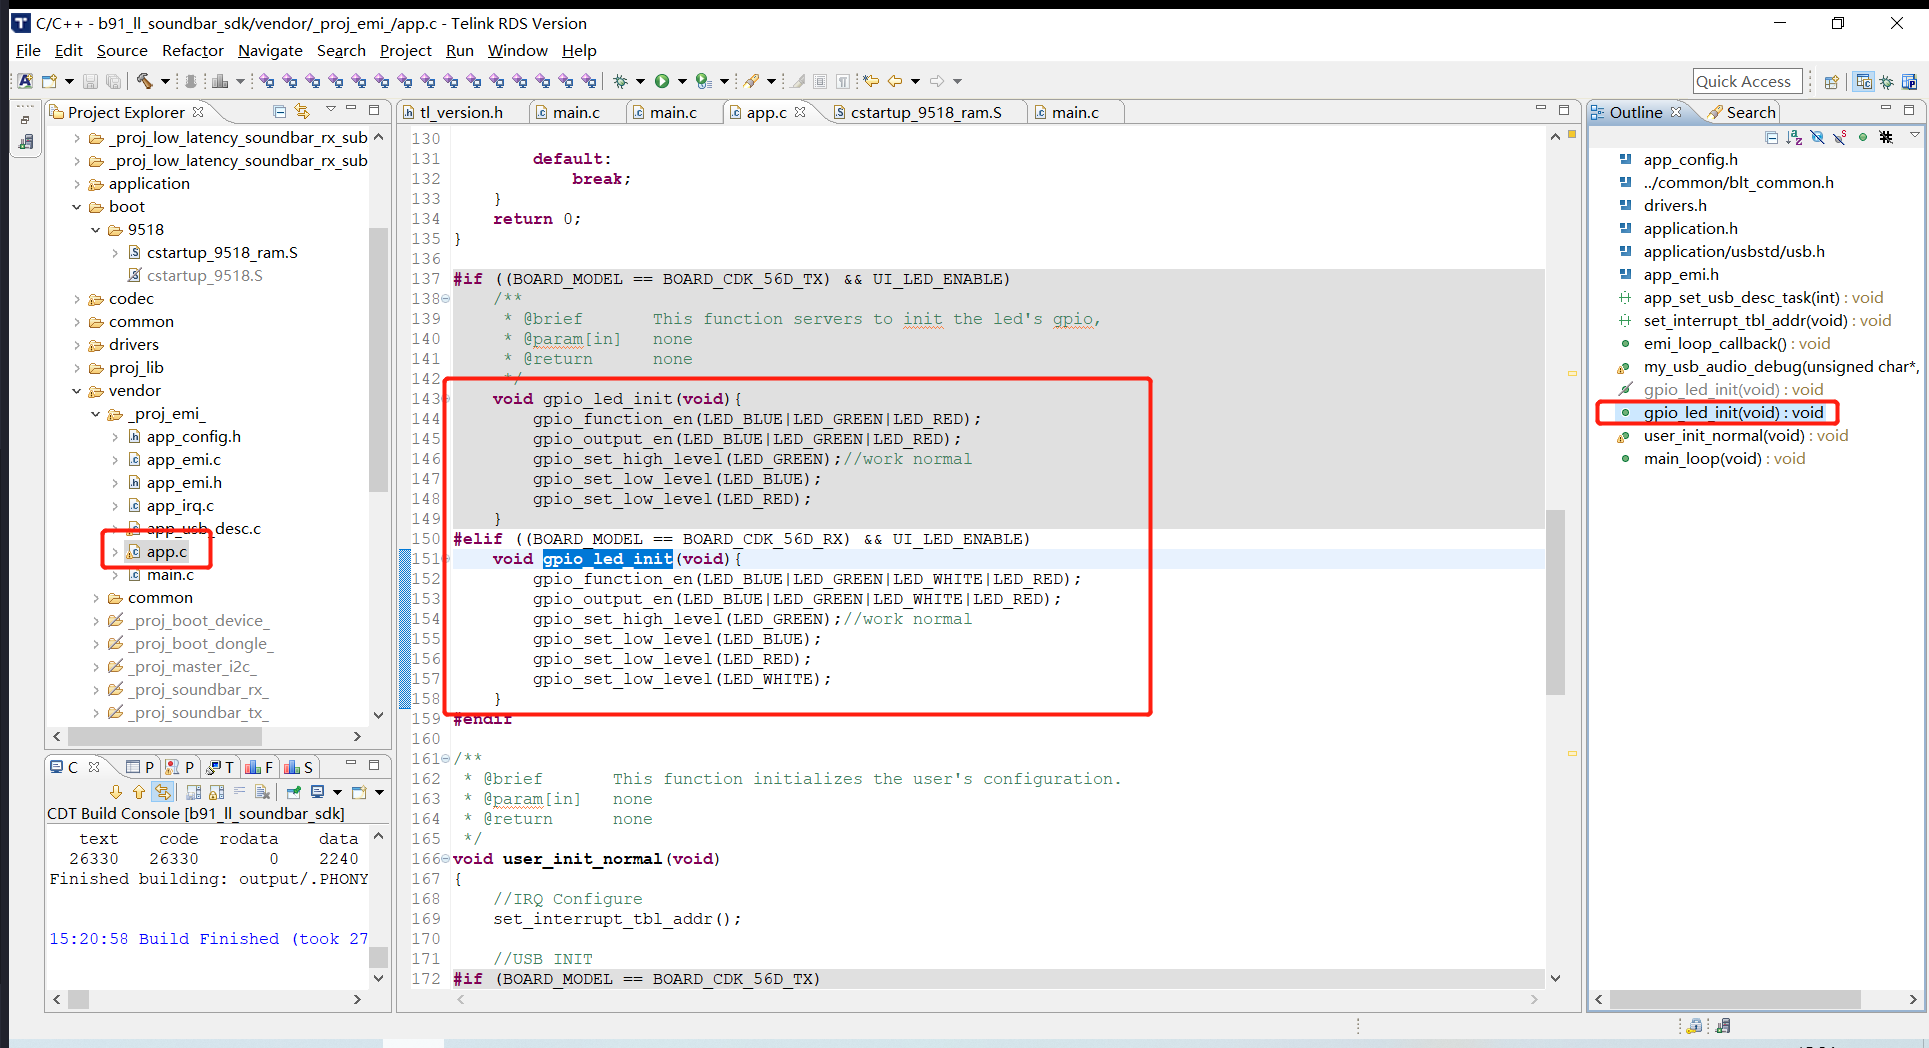 C/C++ - b91_ll_soundbar_sdk/vendor/_proj_emi_/app.c - Telink RDS Version
File Edit Source Refactor Navigate Search Project Run Window Help
Quick Access
Project Explorer
_proj_low_latency_soundbar_rx_sub
_proj_low_latency_soundbar_rx_sub
application
boot
9518
cstartup_9518_ram.S
cstartup_9518.S
codec
common
drivers
proj_lib
vendor
_proj_emi_
app_config.h
app_emi.c
app_emi.h
app_irq.c
app_usb_desc.c
app.c
main.c
common
_proj_boot_device_
_proj_boot_dongle_
_proj_master_i2c_
_proj_soundbar_rx_
_proj_soundbar_tx_
C P P T F S
CDT Build Console [b91_ll_soundbar_sdk]
text code rodata data
26330 26330 0 2240
Finished building: output/.PHONY
15:20:58 Build Finished (took 27
tl_version.h main.c main.c app.c cstartup_9518_ram.S main.c
130
131 default:
132 break;
133 }
134 return 0;
135 }
136
137 #if ((BOARD_MODEL == BOARD_CDK_56D_TX) && UI_LED_ENABLE)
138 /**
139 * @brief This function servers to init the led's gpio,
140 * @param[in] none
141 * @return none
142 */
143 void gpio_led_init(void){
144 gpio_function_en(LED_BLUE|LED_GREEN|LED_RED);
145 gpio_output_en(LED_BLUE|LED_GREEN|LED_RED);
146 gpio_set_high_level(LED_GREEN);//work normal
147 gpio_set_low_level(LED_BLUE);
148 gpio_set_low_level(LED_RED);
149 }
150 #elif ((BOARD_MODEL == BOARD_CDK_56D_RX) && UI_LED_ENABLE)
151 void gpio_led_init(void){
152 gpio_function_en(LED_BLUE|LED_GREEN|LED_WHITE|LED_RED);
153 gpio_output_en(LED_BLUE|LED_GREEN|LED_WHITE|LED_RED);
154 gpio_set_high_level(LED_GREEN);//work normal
155 gpio_set_low_level(LED_BLUE);
156 gpio_set_low_level(LED_RED);
157 gpio_set_low_level(LED_WHITE);
158 }
159 #endif
160
161 /**
162 * @brief This function initializes the user's configuration.
163 * @param[in] none
164 * @return none
165 */
166 void user_init_normal(void)
167 {
168 //IRQ Configure
169 set_interrupt_tbl_addr();
170
171 //USB INIT
172 #if (BOARD_MODEL == BOARD_CDK_56D_TX)
Outline Search
app_config.h
../common/blt_common.h
drivers.h
application.h
application/usbstd/usb.h
app_emi.h
app_set_usb_desc_task(int) : void
set_interrupt_tbl_addr(void) : void
emi_loop_callback() : void
my_usb_audio_debug(unsigned char*,
gpio_led_init(void) : void
gpio_led_init(void) : void
user_init_normal(void) : void
main_loop(void) : void